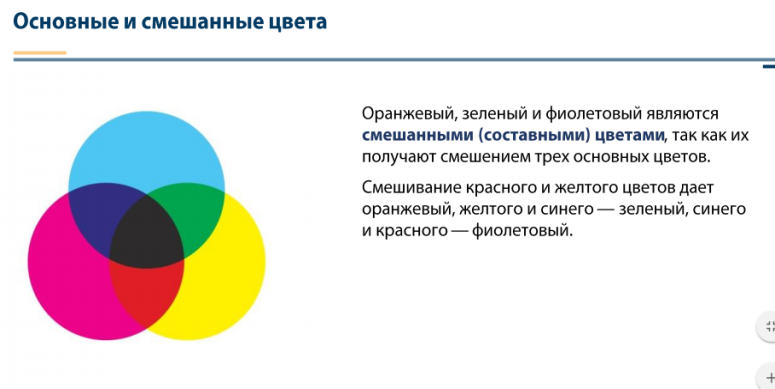 Основные и смешанные цвета
Оранжевый, зеленый и фиолетовый являются
смешанными (составными) цветами, так как их
получают смешением трех основных цветов.
Смешивание красного и желтого цветов дает
оранжевый, желтого и синего — зеленый, синего
и красного — фиолетовый.